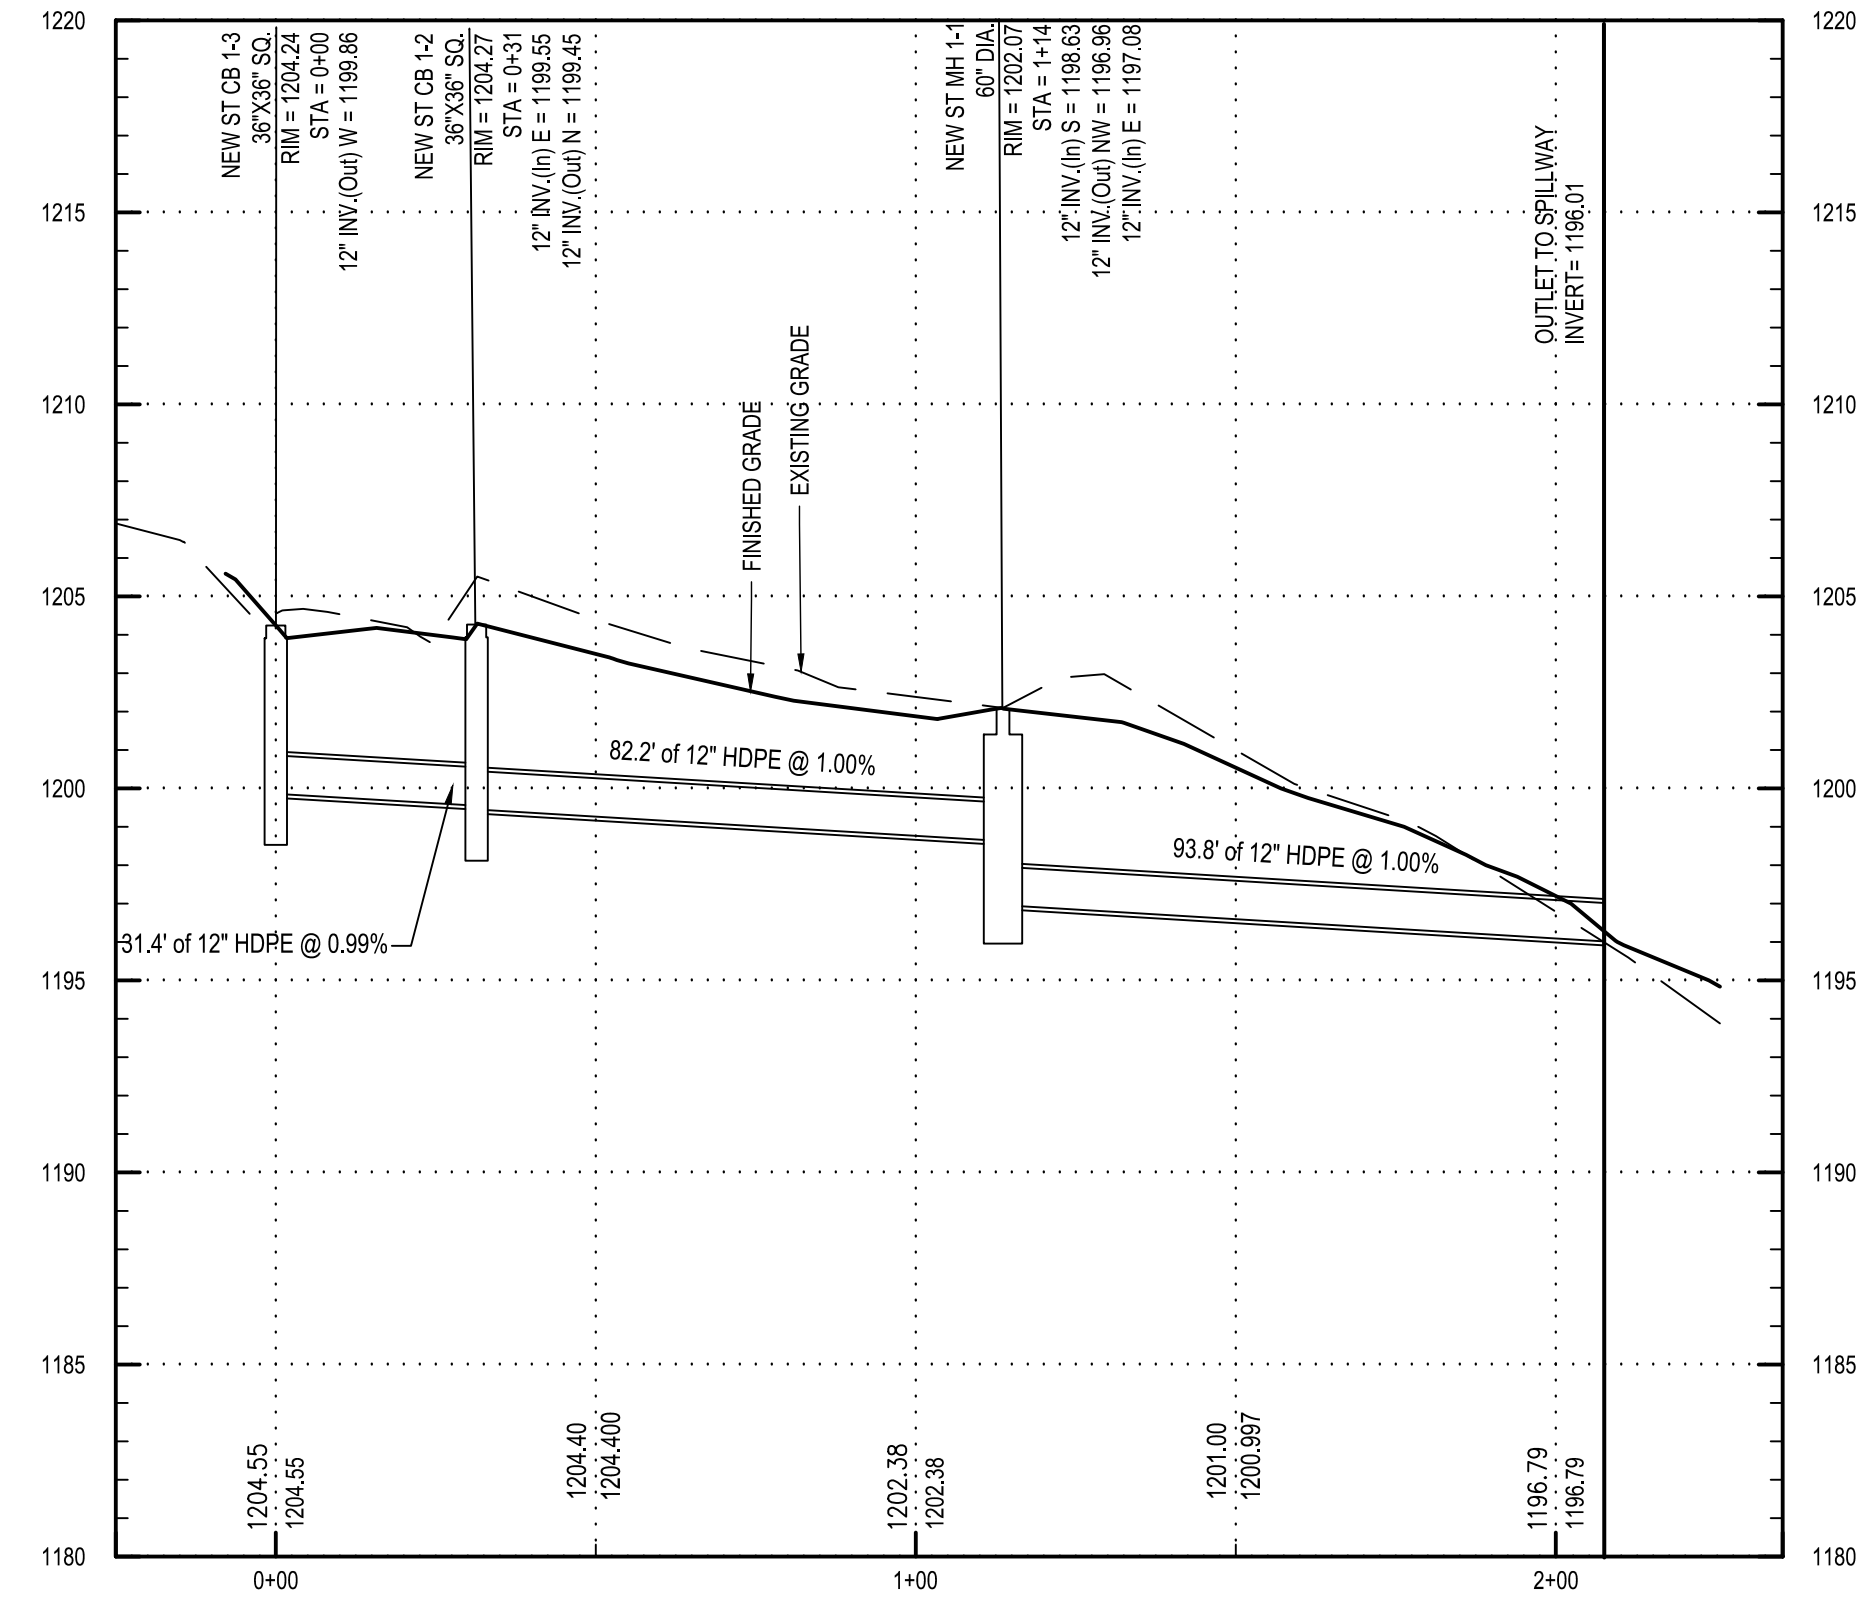 1220
1220
NEW ST CB 1-3
36"X36" SQ.
RIM = 1204.24
STA = 0+00
12" INV.(Out) W = 1199.86
NEW ST CB 1-2
36"X36" SQ.
RIM = 1204.27
STA = 0+31
12" INV.(In) E = 1199.55
12" INV.(Out) N = 1199.45
NEW ST MH 1-1
60" DIA.
RIM = 1202.07
STA = 1+14
12" INV.(In) S = 1198.63
12" INV.(Out) NW = 1196.96
12" INV.(In) E = 1197.08
OUTLET TO SPILLWAY
INVERT= 1196.01
1215
1215
1210
1210
FINISHED GRADE
EXISTING GRADE
1205
1205
82.2' of 12" HDPE @ 1.00%
1200
1200
93.8' of 12" HDPE @ 1.00%
31.4' of 12" HDPE @ 0.99%
1195
1195
1190
1190
1185
1185
1204.55
1204.55
1204.40
1204.400
1202.38
1202.38
1201.00
1200.997
1196.79
1196.79
1180
1180
0+00
1+00
2+00